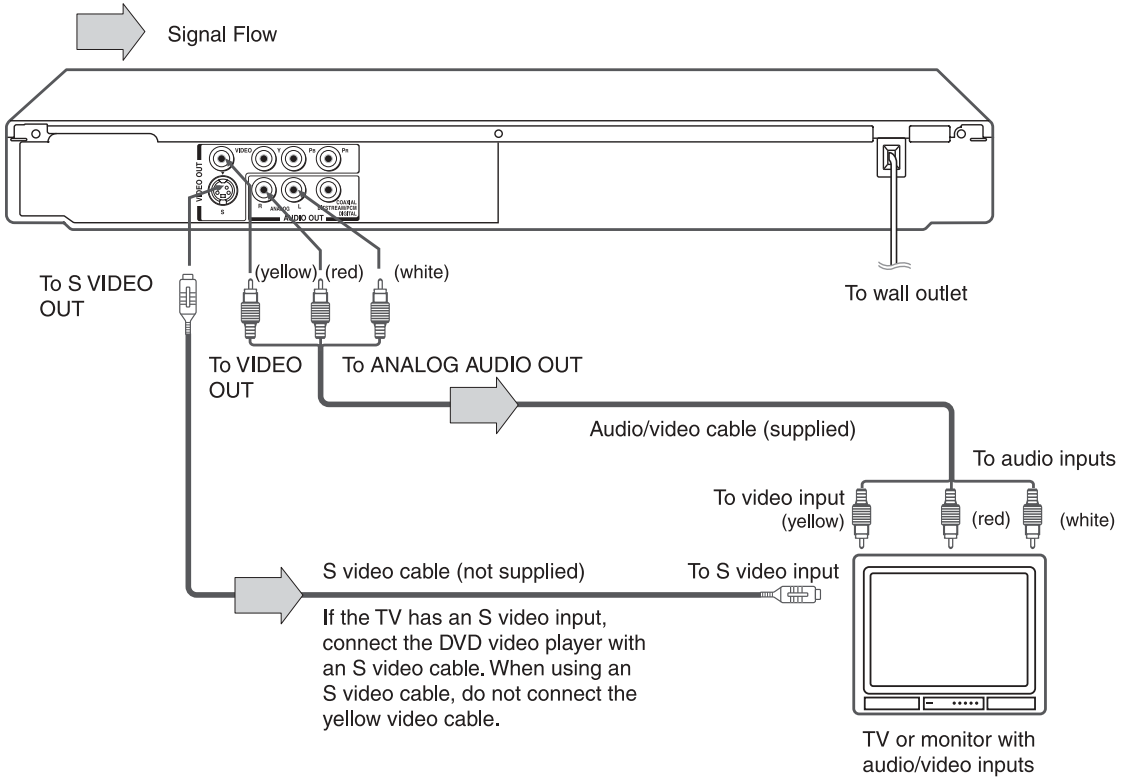 Signal Flow
VIDEO OUT
VIDEO
Y
PB
PR
S
R
ANALOG
L
COAXIAL
BITSTREAM/PCM
DIGITAL
AUDIO OUT
(yellow)
(red)
(white)
To S VIDEO
OUT
To wall outlet
To VIDEO
OUT
To ANALOG AUDIO OUT
Audio/video cable (supplied)
To audio inputs
To video input
(yellow)
(red)
(white)
S video cable (not supplied)
To S video input
If the TV has an S video input,
connect the DVD video player with
an S video cable. When using an
S video cable, do not connect the
yellow video cable.
TV or monitor with
audio/video inputs